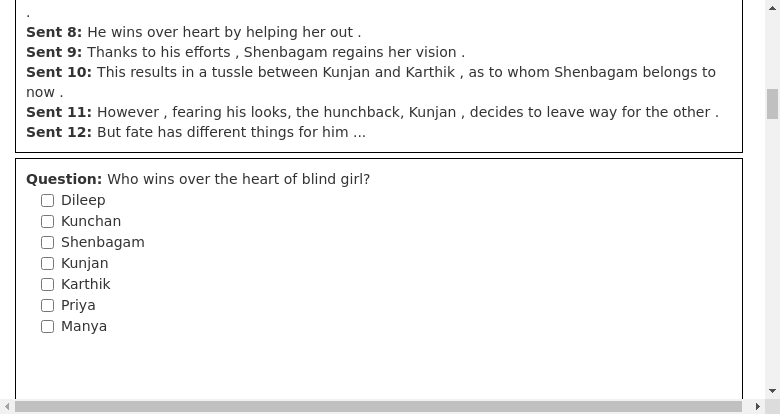 .
Sent 8: He wins over heart by helping her out .
Sent 9: Thanks to his efforts , Shenbagam regains her vision .
Sent 10: This results in a tussle between Kunjan and Karthik , as to whom Shenbagam belongs to
now .
Sent 11: However , fearing his looks, the hunchback, Kunjan , decides to leave way for the other .
Sent 12: But fate has different things for him ...
Question: Who wins over the heart of blind girl?
Dileep
Kunchan
Shenbagam
Kunjan
Karthik
Priya
Manya